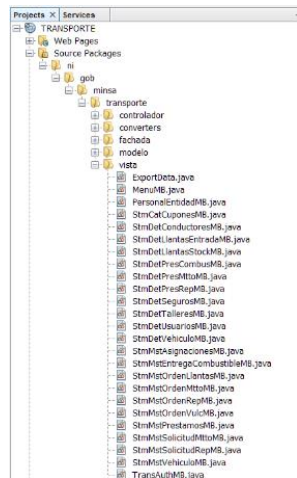 Projects Services
TRANSPORTE
Web Pages
Source Packages
ni
gob
minsa
transporte
controlador
converters
fachada
modelo
vista
ExportData.java
MenuMB.java
PersonalEntidadMB.java
StmCatCuponesMB.java
StmDetConductoresMB.java
StmDetLlantasEntradaMB.java
StmDetLlantasStockMB.java
StmDetPresCombusMB.java
StmDetPresMttoMB.java
StmDetPresRepMB.java
StmDetSegurosMB.java
StmDetTalleresMB.java
StmDetUsuariosMB.java
StmDetVehiculoMB.java
StmMstAsignacionesMB.java
StmMstEntregaCombustibleMB.java
StmMstOrdenLlantasMB.java
StmMstOrdenMttoMB.java
StmMstOrdenRepMB.java
StmMstOrdenVulcMB.java
StmMstPrestamosMB.java
StmMstSolicitudMttoMB.java
StmMstSolicitudRepMB.java
StmMstVehiculoMB.java
TransAuthMB.java